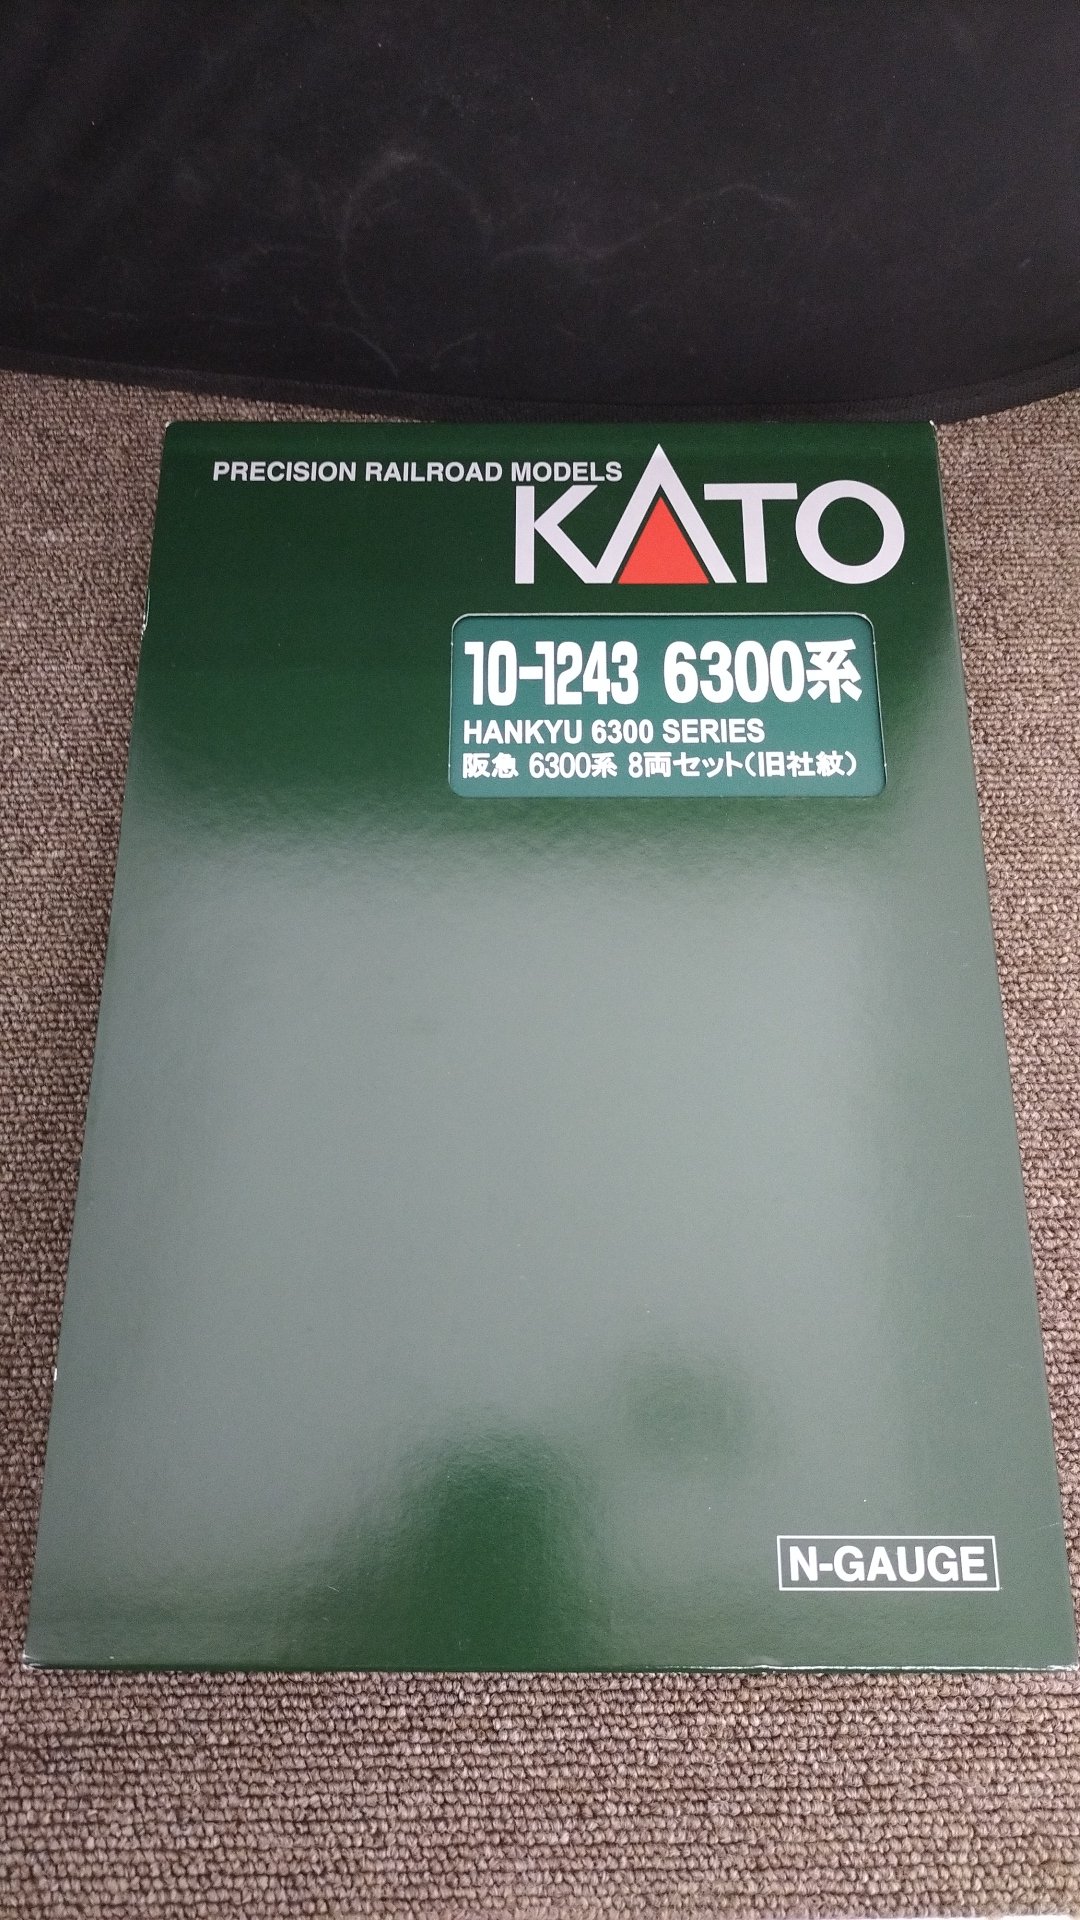 PRECISION RAILROAD MODELS
KATO
10-1243 6300系
HANKYU 6300 SERIES
阪急 6300系 8両セット(旧社紋)
N-GAUGE